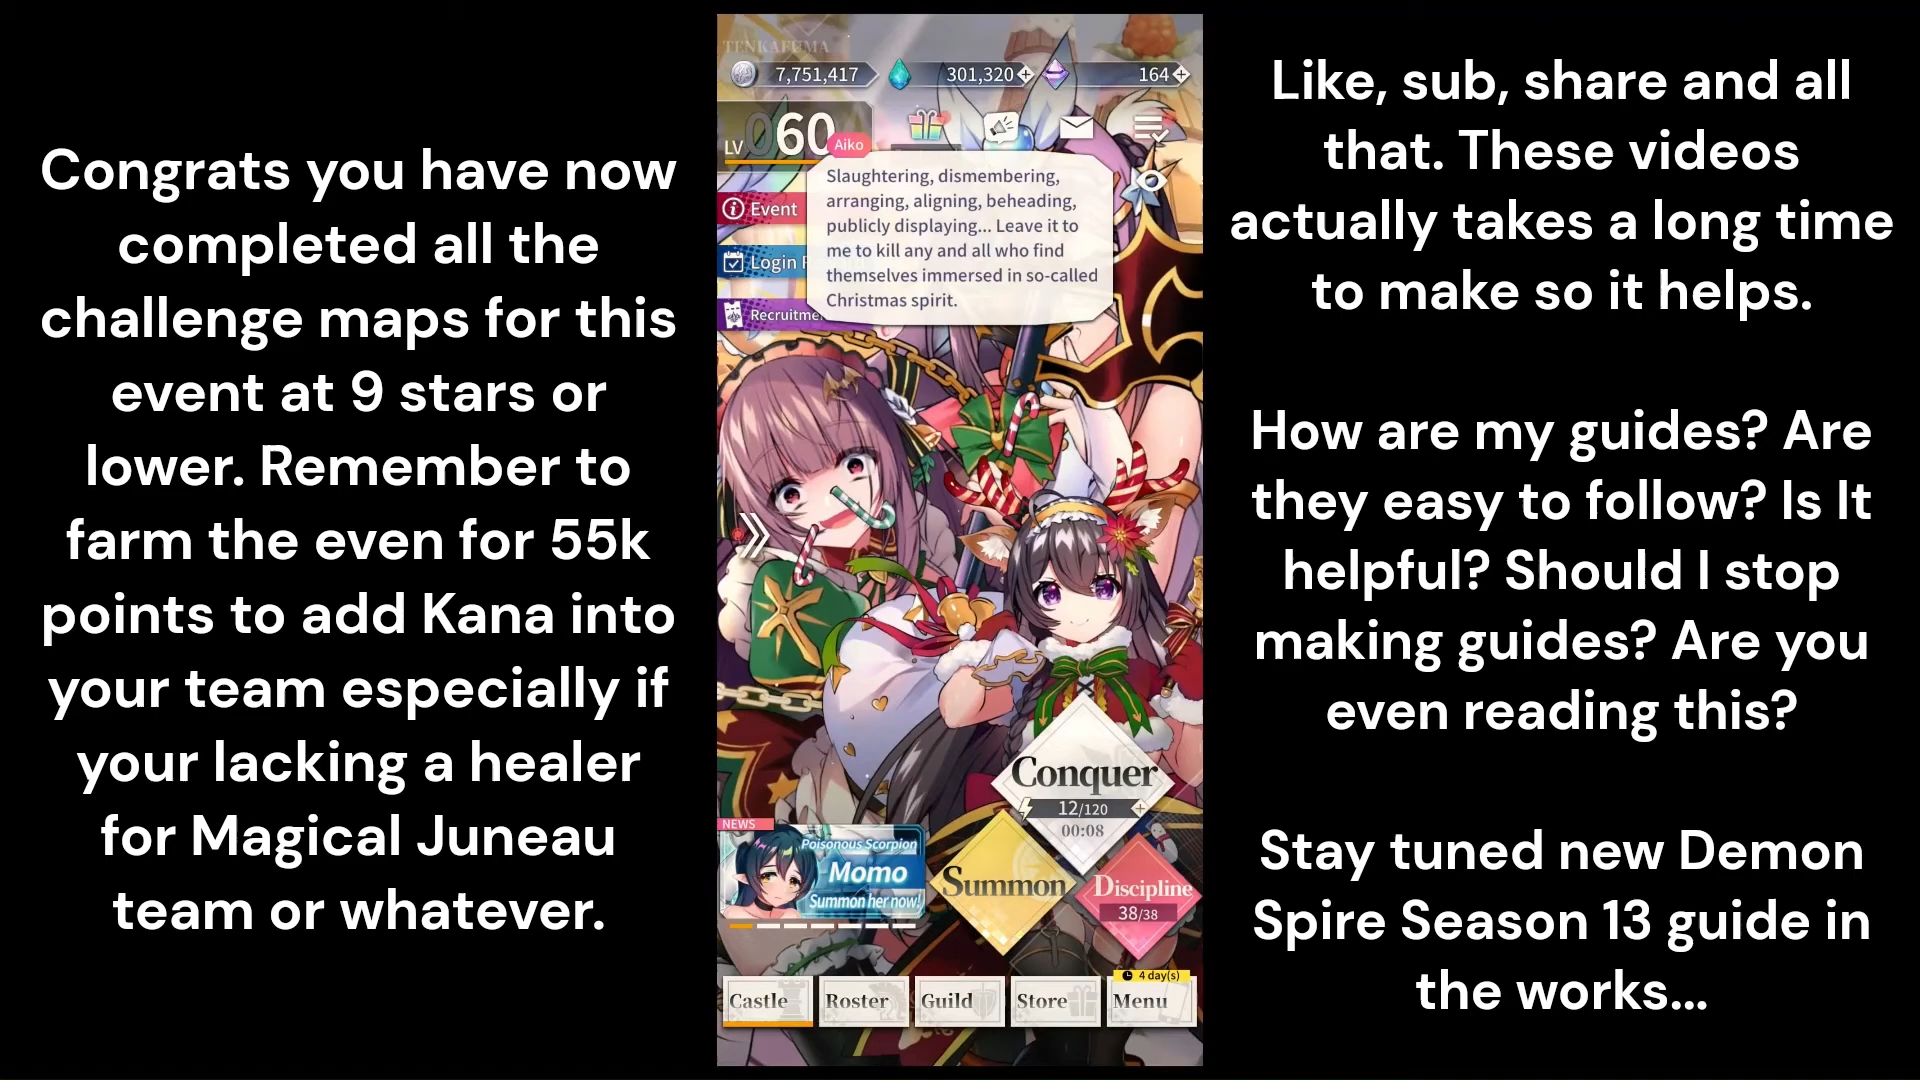 Congrats you have now
completed all the
challenge maps for this
event at 9 stars or
lower. Remember to
farm the even for 55k
points to add Kana into
your team especially if
your lacking a healer
for Magical Juneau
team or whatever.
TENKAFUMA
7,751,417
301,320
164
LV 060
Aiko
Slaughtering, dismembering,
arranging, aligning, beheading,
publicly displaying... Leave it to
me to kill any and all who find
themselves immersed in so-called
Christmas spirit.
Event
Login
Recruitme
Conquer
12/120
00:08
NEWS
Poisonous Scorpion
Momo
Summon her now!
Summon
Discipline
38/38
4 day(s)
Castle
Roster
Guild
Store
Menu
Like, sub, share and all
that. These videos
actually takes a long time
to make so it helps.
How are my guides? Are
they easy to follow? Is It
helpful? Should I stop
making guides? Are you
even reading this?
Stay tuned new Demon
Spire Season 13 guide in
the works...